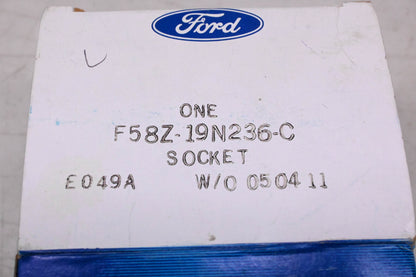 Ford
ONE
F58Z-19N236-C
SOCKET
E049A W/O 050411